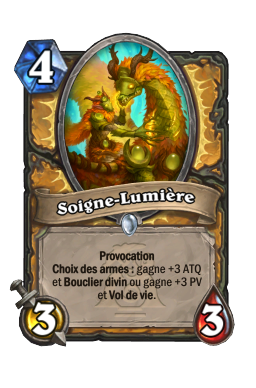 4
Soigne-Lumière
Provocation
Choix des armes : gagne +3 ATQ
et Bouclier divin ou gagne +3 PV
et Vol de vie.
3
3